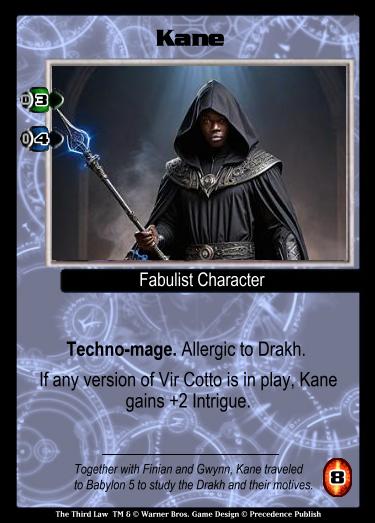 Kane
3
4
Fabulist Character
Techno-mage. Allergic to Drakh.
If any version of Vir Cotto is in play, Kane
gains +2 Intrigue.
Together with Finian and Gwynn, Kane traveled
to Babylon 5 to study the Drakh and their motives.
8
The Third Law TM & © Warner Bros. Game Design © Precedence Publish